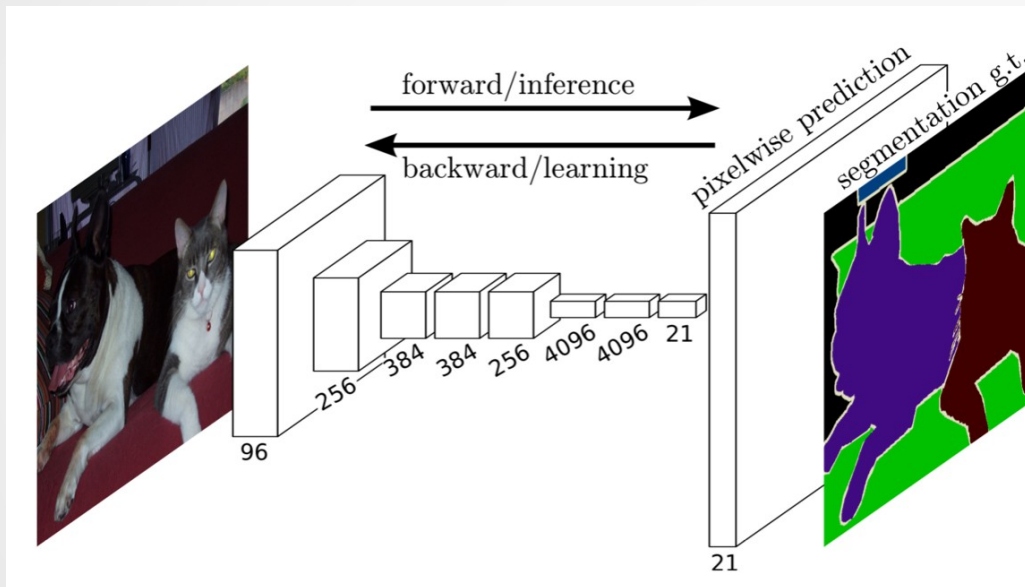 forward/inference
backward/learning
pixelwise prediction
segmentation g.t.
96
256
384
384
256
4096
4096
21
21